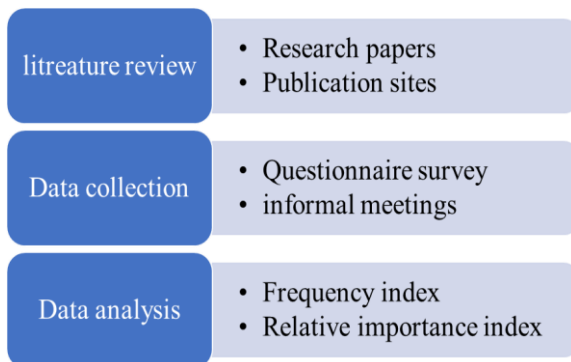 litreature review
• Research papers
• Publication sites
Data collection
• Questionnaire survey
• informal meetings
Data analysis
• Frequency index
• Relative importance index